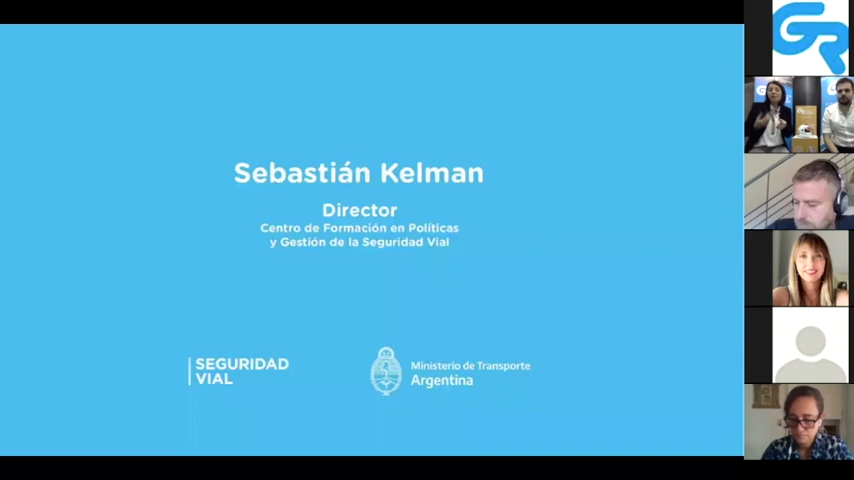 Sebastián Kelman
Director
Centro de Formación en Políticas
y Gestión de la Seguridad Vial
SEGURIDAD
VIAL
Ministerio de Transporte
Argentina
GR